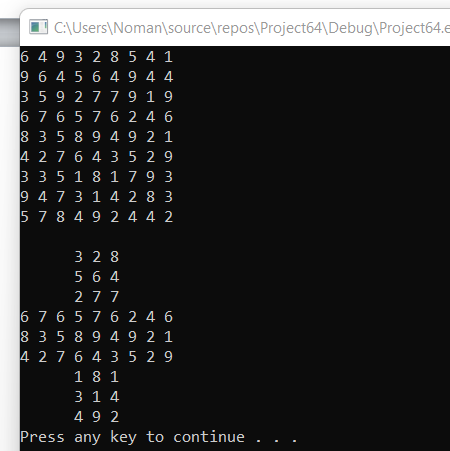 C:\Users\Noman\source\repos\Project64\Debug\Project64.e
6 4 9 3 2 8 5 4 1
9 6 4 5 6 4 9 4 4
3 5 9 2 7 7 9 1 9
6 7 6 5 7 6 2 4 6
8 3 5 8 9 4 9 2 1
4 2 7 6 4 3 5 2 9
3 3 5 1 8 1 7 9 3
9 4 7 3 1 4 2 8 3
5 7 8 4 9 2 4 4 2
3 2 8
5 6 4
2 7 7
6 7 6 5 7 6 2 4 6
8 3 5 8 9 4 9 2 1
4 2 7 6 4 3 5 2 9
1 8 1
3 1 4
4 9 2
Press any key to continue . . .